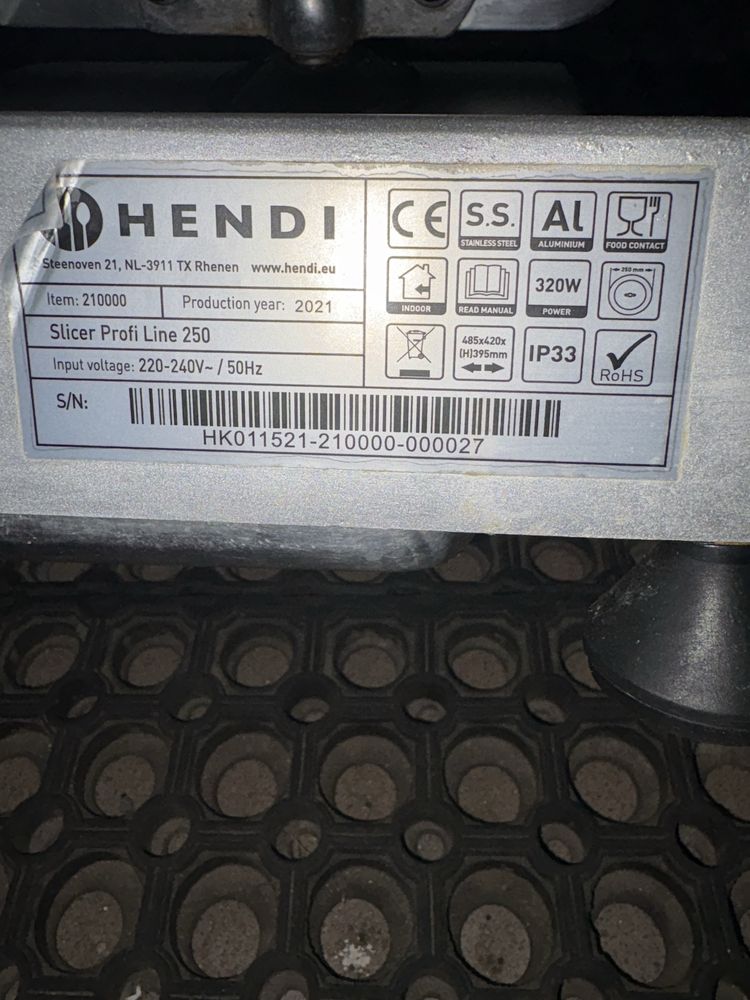 HENDI
Steenoven 21, NL-3911 TX Rhenen www.hendi.eu
Item: 210000
Production year: 2021
Slicer Profi Line 250
Input voltage: 220-240V~ / 50Hz
CE
S.S.
STAINLESS STEEL
AL
ALUMINIUM
FOOD CONTACT
INDOOR
READ MANUAL
320W
POWER
250 mm
485x420x
(H)395mm
IP33
RoHS
S/N:
HK011521-210000-000027